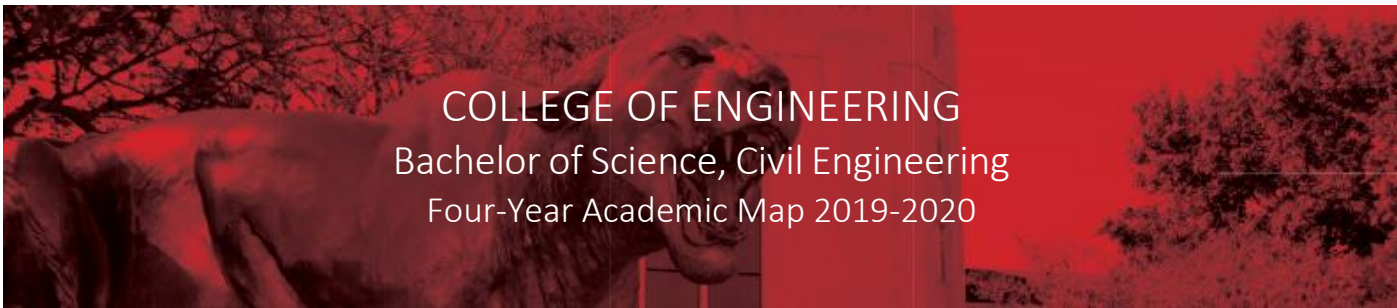 COLLEGE OF ENGINEERING
Bachelor of Science, Civil Engineering
Four-Year Academic Map 2019-2020